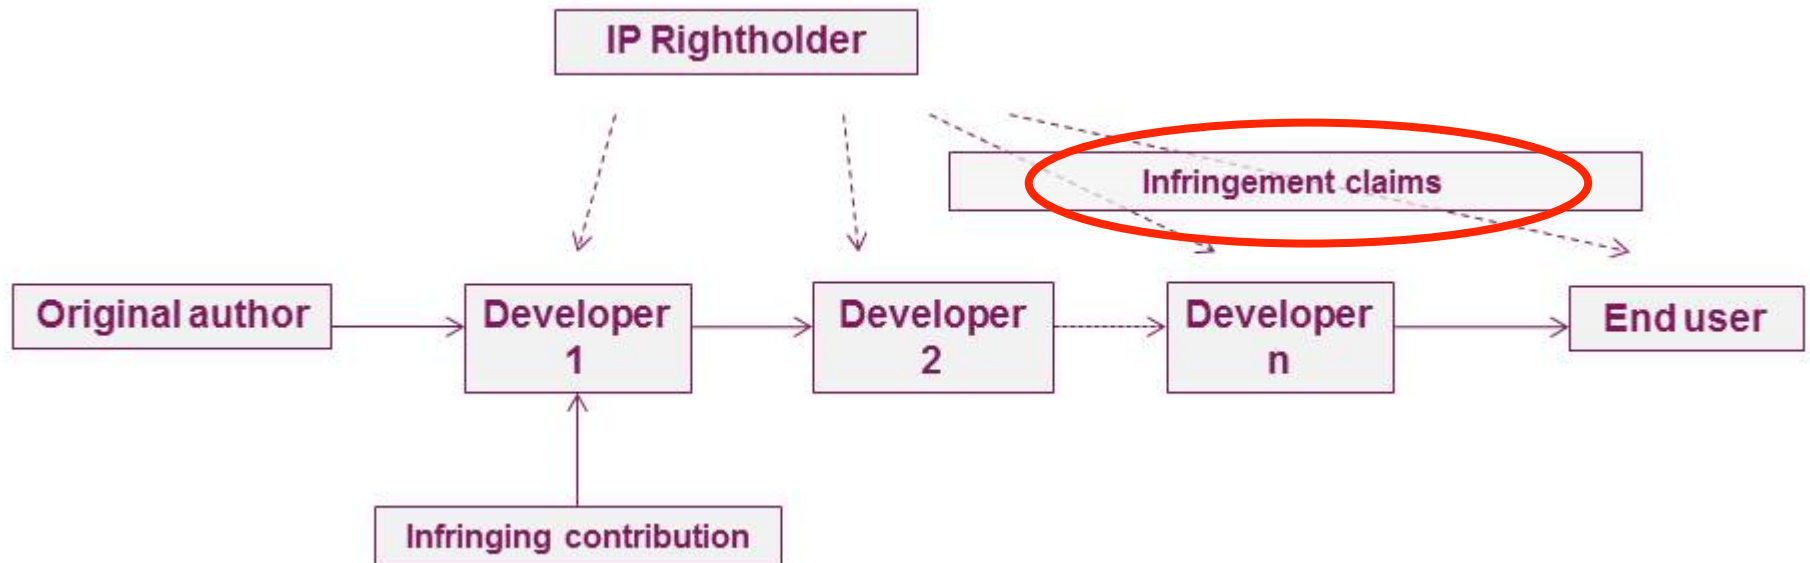 IP Rightholder
Infringement claims
Original author
Developer
1
Developer
2
Developer
n
End user
Infringing contribution